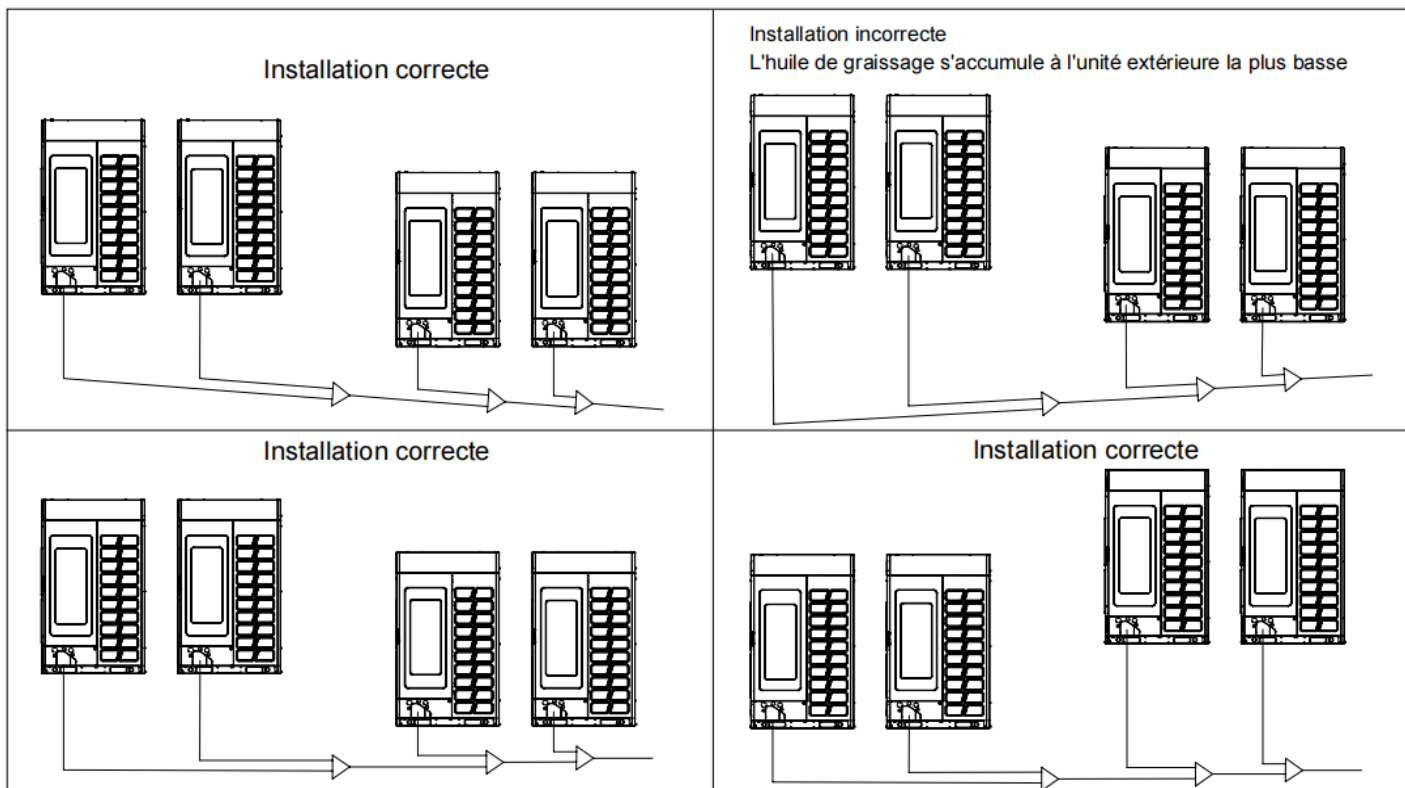 Installation correcte
Installation incorrecte
L'huile de graissage s'accumule à l'unité extérieure la plus basse
Installation correcte
Installation correcte